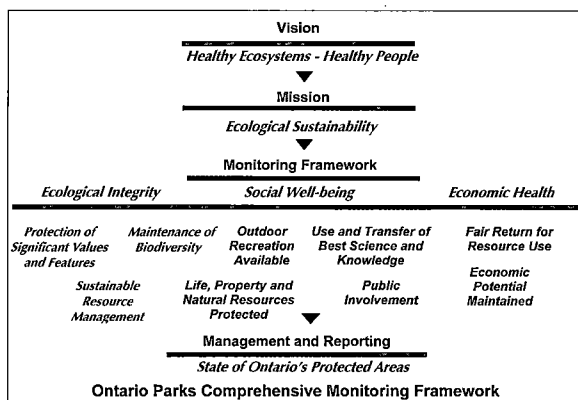 Vision
Healthy Ecosystems - Healthy People
Mission
Ecological Sustainability
Monitoring Framework
Ecological Integrity
Social Well-being
Economic Health
Protection of
Significant Values
and Features
Maintenance of
Biodiversity
Outdoor
Recreation
Available
Use and Transfer of
Best Science and
Knowledge
Fair Return for
Resource Use
Sustainable
Resource
Management
Life, Property and
Natural Resources
Protected
Public
Involvement
Economic
Potential
Maintained
Management and Reporting
State of Ontario's Protected Areas
Ontario Parks Comprehensive Monitoring Framework